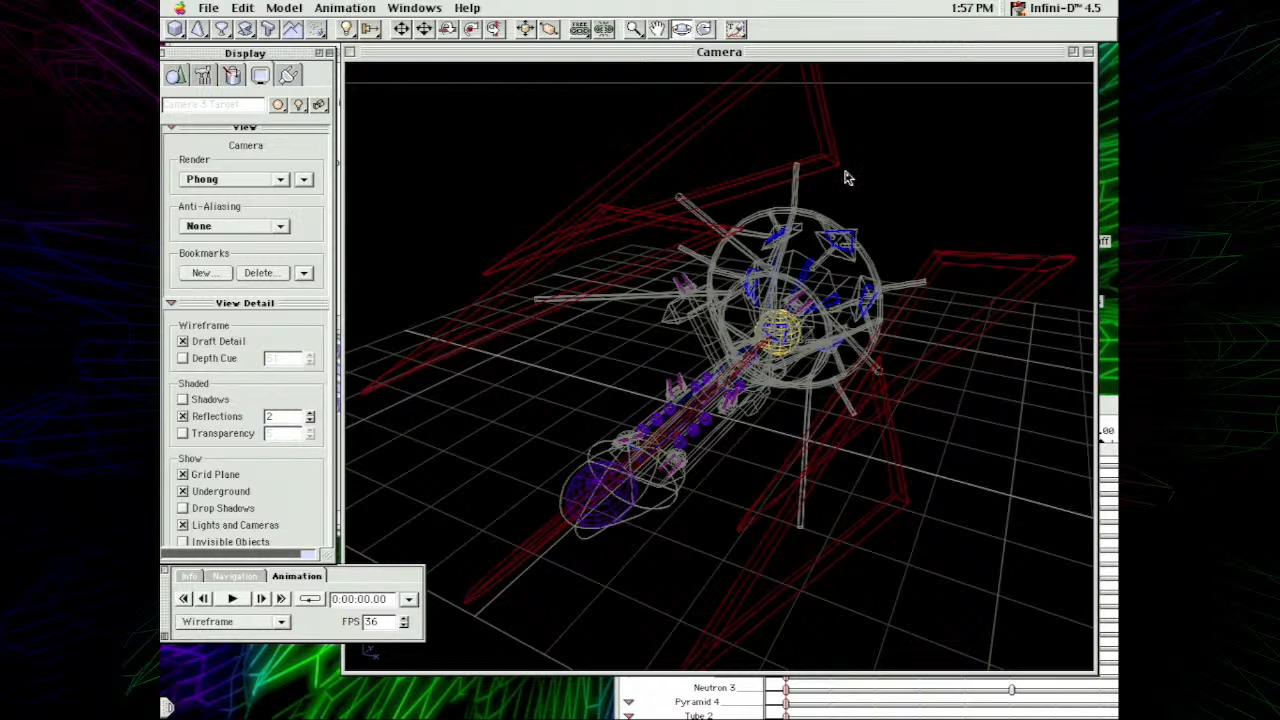 File Edit Model Animation Windows Help 1:57 PM Infini-D™ 4.5
Display
Camera
Camera 3 Target
View
Camera:
Render
Phong
Anti-Aliasing
None
Bookmarks
New... Delete...
View Detail
Wireframe
Draft Detail
Depth Cue
Shaded
Shadows
Reflections 2
Transparency
Show
Grid Plane
Underground
Drop Shadows
Lights and Cameras
Invisible Objects
Info Navigation Animation
0:00:00.00
Wireframe FPS 36
Neutron 3
Pyramid 4
Tube 2